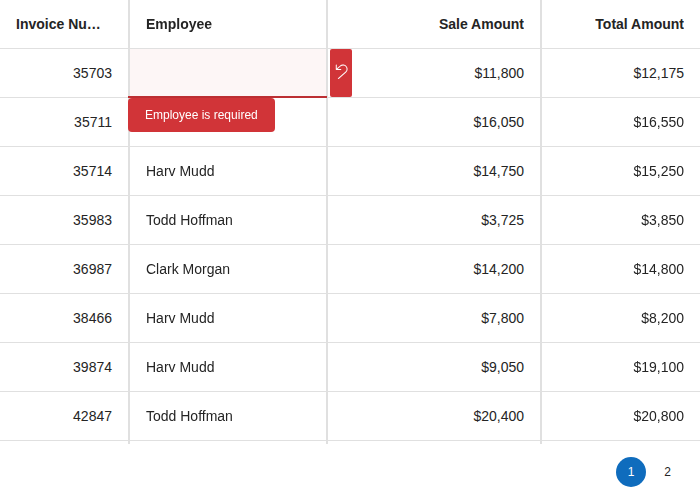 Invoice Nu… Employee Sale Amount Total Amount
35703 $11,800 $12,175
35711 Employee is required $16,050 $16,550
35714 Harv Mudd $14,750 $15,250
35983 Todd Hoffman $3,725 $3,850
36987 Clark Morgan $14,200 $14,800
38466 Harv Mudd $7,800 $8,200
39874 Harv Mudd $9,050 $19,100
42847 Todd Hoffman $20,400 $20,800
1 2